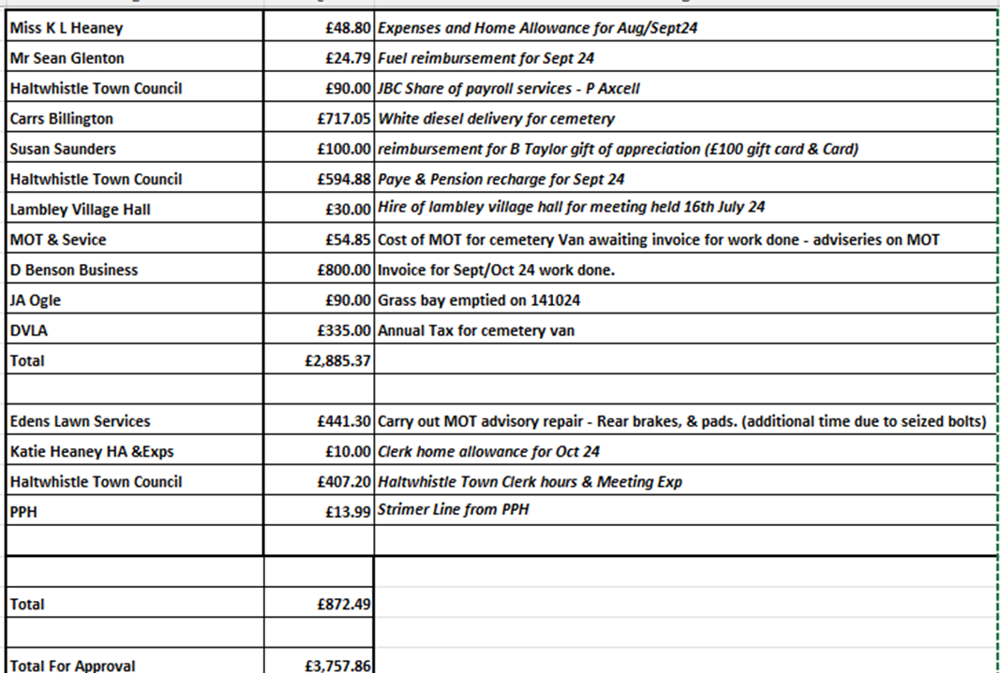 Miss K L Heaney £48.80 Expenses and Home Allowance for Aug/Sept24
Mr Sean Glenton £24.79 Fuel reimbursement for Sept 24
Haltwhistle Town Council £90.00 JBC Share of payroll services - P Axcell
Carrs Billington £717.05 White diesel delivery for cemetery
Susan Saunders £100.00 reimbursement for B Taylor gift of appreciation (£100 gift card & Card)
Haltwhistle Town Council £594.88 Paye & Pension recharge for Sept 24
Lambley Village Hall £30.00 Hire of lambley village hall for meeting held 16th July 24
MOT & Sevice £54.85 Cost of MOT for cemetery Van awaiting invoice for work done - adviseries on MOT
D Benson Business £800.00 Invoice for Sept/Oct 24 work done.
JA Ogle £90.00 Grass bay emptied on 141024
DVLA £335.00 Annual Tax for cemetery van
Total £2,885.37
Edens Lawn Services £441.30 Carry out MOT advisory repair - Rear brakes, & pads. (additional time due to seized bolts)
Katie Heaney HA &Exps £10.00 Clerk home allowance for Oct 24
Haltwhistle Town Council £407.20 Haltwhistle Town Clerk hours & Meeting Exp
PPH £13.99 Strimer Line from PPH
Total £872.49
Total For Approval £3,757.86